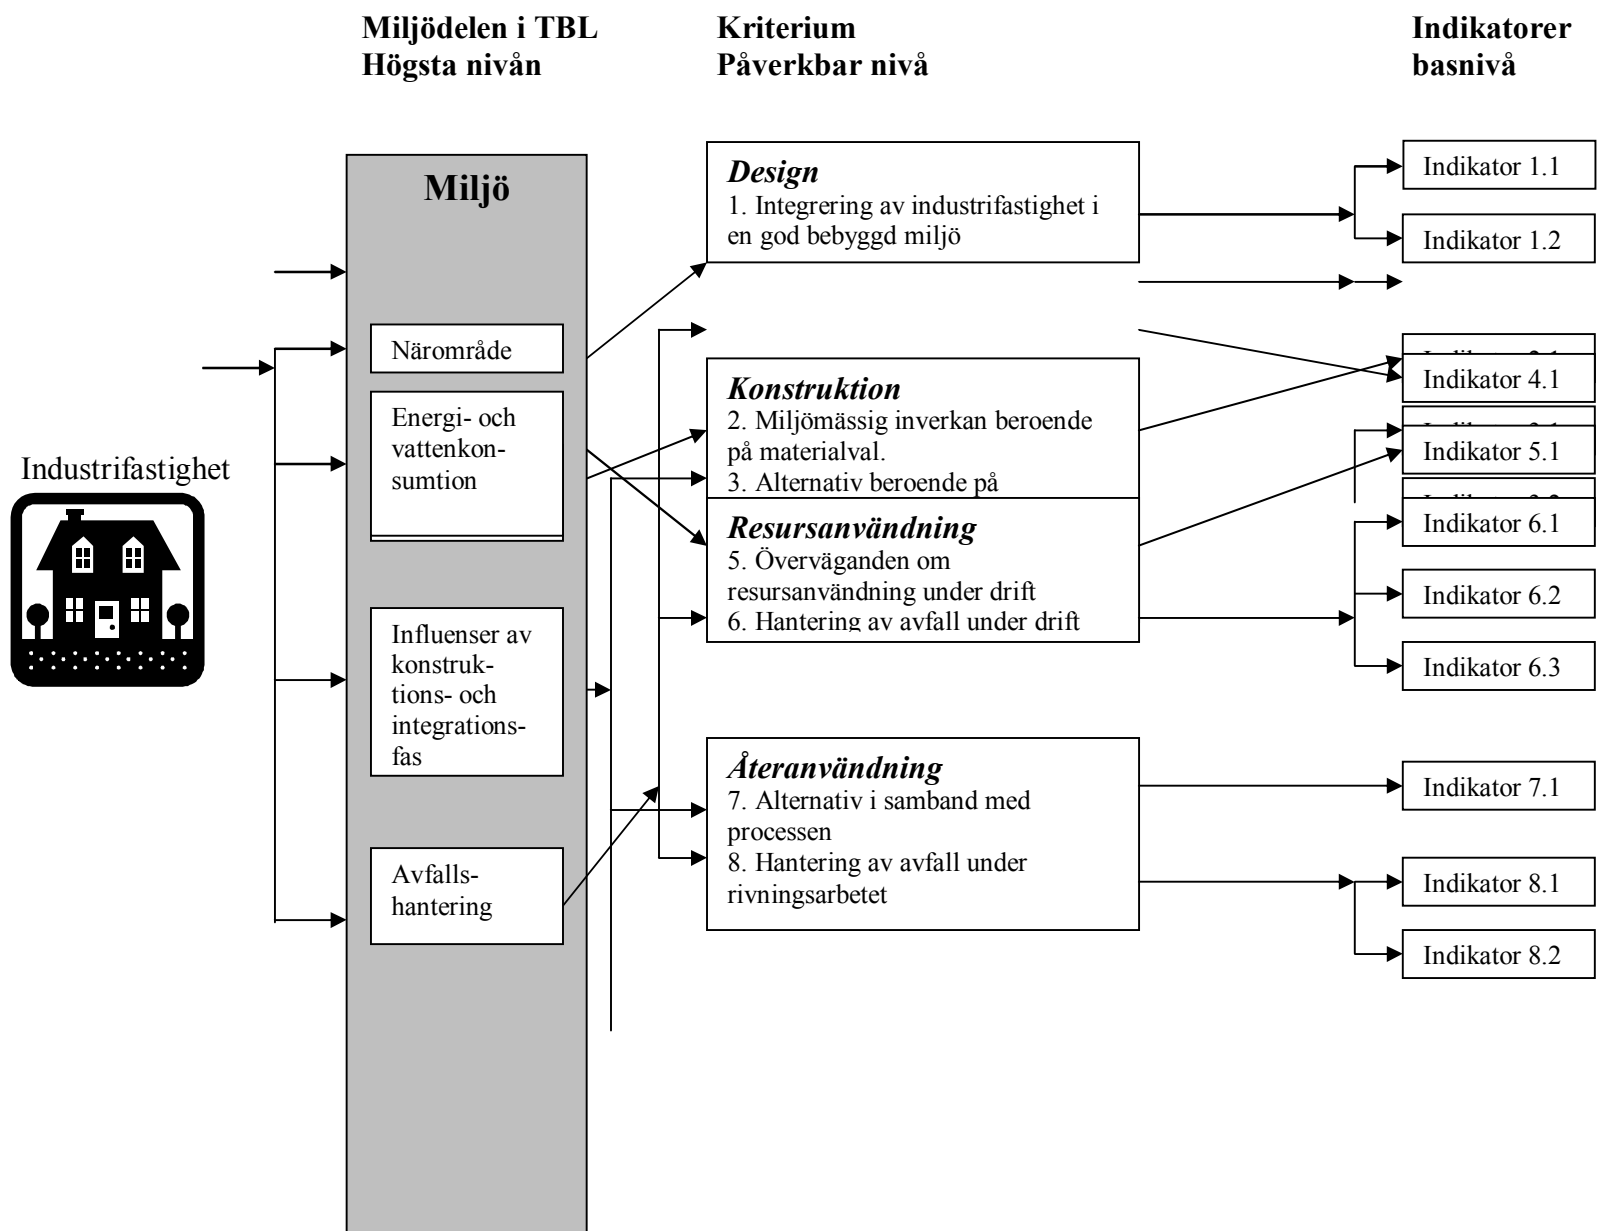 Miljödelen i TBL
Högsta nivån
Kriterium
Påverkbar nivå
Indikatorer
basnivå
Industrifastighet
Miljö
Närområde
Energi- och
vattenkon-
sumtion
Influenser av
konstruk-
tions- och
integrations-
fas
Avfalls-
hantering
Design
1. Integrering av industrifastighet i
en god bebyggd miljö
Konstruktion
2. Miljömässig inverkan beroende
på materialval.
3. Alternativ beroende på
Resursanvändning
5. Överväganden om
resursanvändning under drift
6. Hantering av avfall under drift
Återanvändning
7. Alternativ i samband med
processen
8. Hantering av avfall under
rivningsarbetet
Indikator 1.1
Indikator 1.2
Indikator 4.1
Indikator 5.1
Indikator 6.1
Indikator 6.2
Indikator 6.3
Indikator 7.1
Indikator 8.1
Indikator 8.2